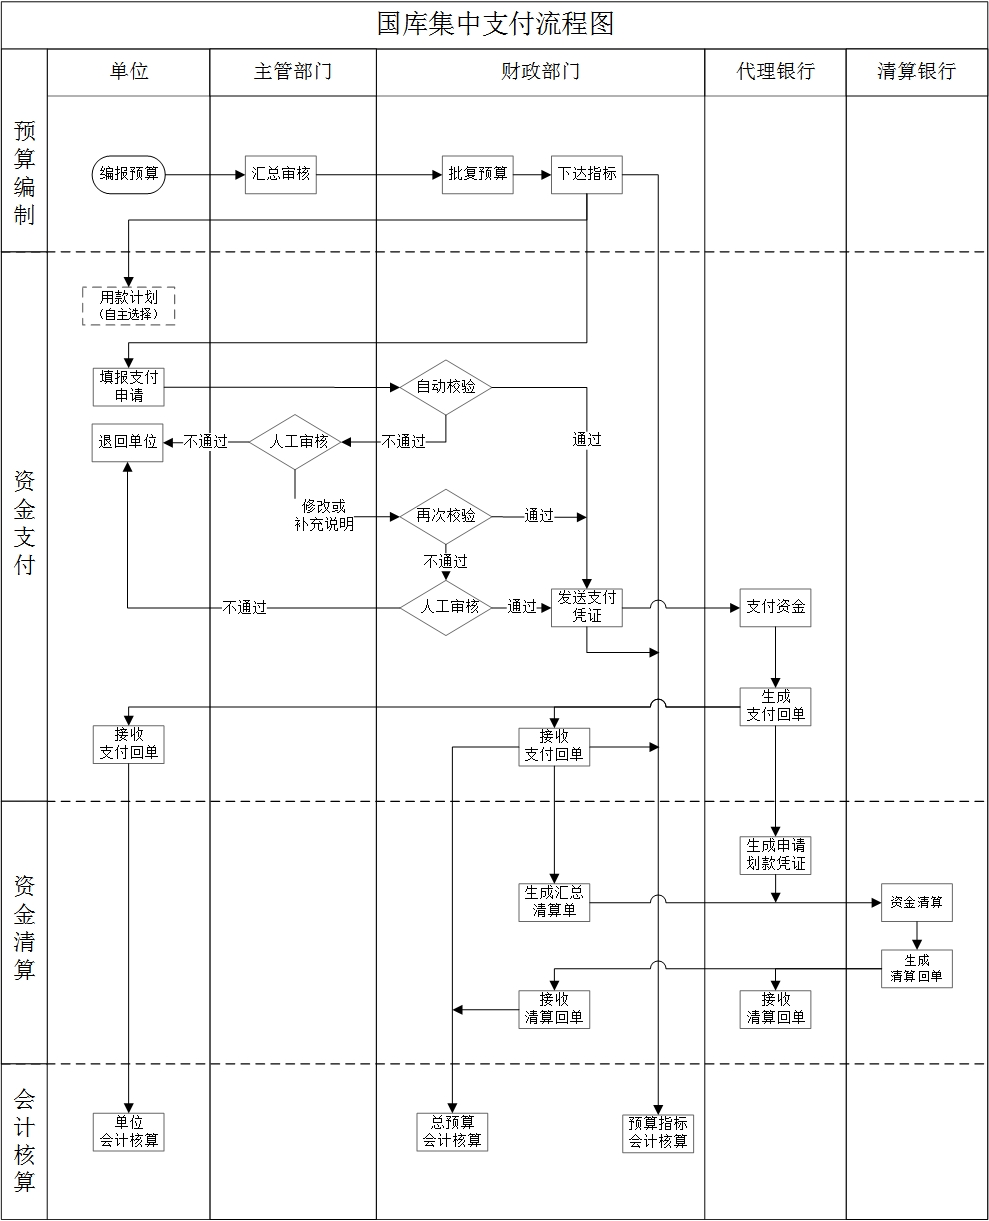 国库集中支付流程图
单位
主管部门
财政部门
代理银行
清算银行
预算编制
编报预算
汇总审核
批复预算
下达指标
资金支付
用款计划
（自主选择）
填报支付
申请
自动校验
通过
退回单位
不通过
人工审核
不通过
修改或
补充说明
再次校验
通过
不通过
不通过
人工审核
通过
发送支付
凭证
支付资金
生成
支付回单
接收
支付回单
接收
支付回单
资金清算
生成申请
划款凭证
生成汇总
清算单
资金清算
生成
清算回单
接收
清算回单
接收
清算回单
会计核算
单位
会计核算
总预算
会计核算
预算指标
会计核算